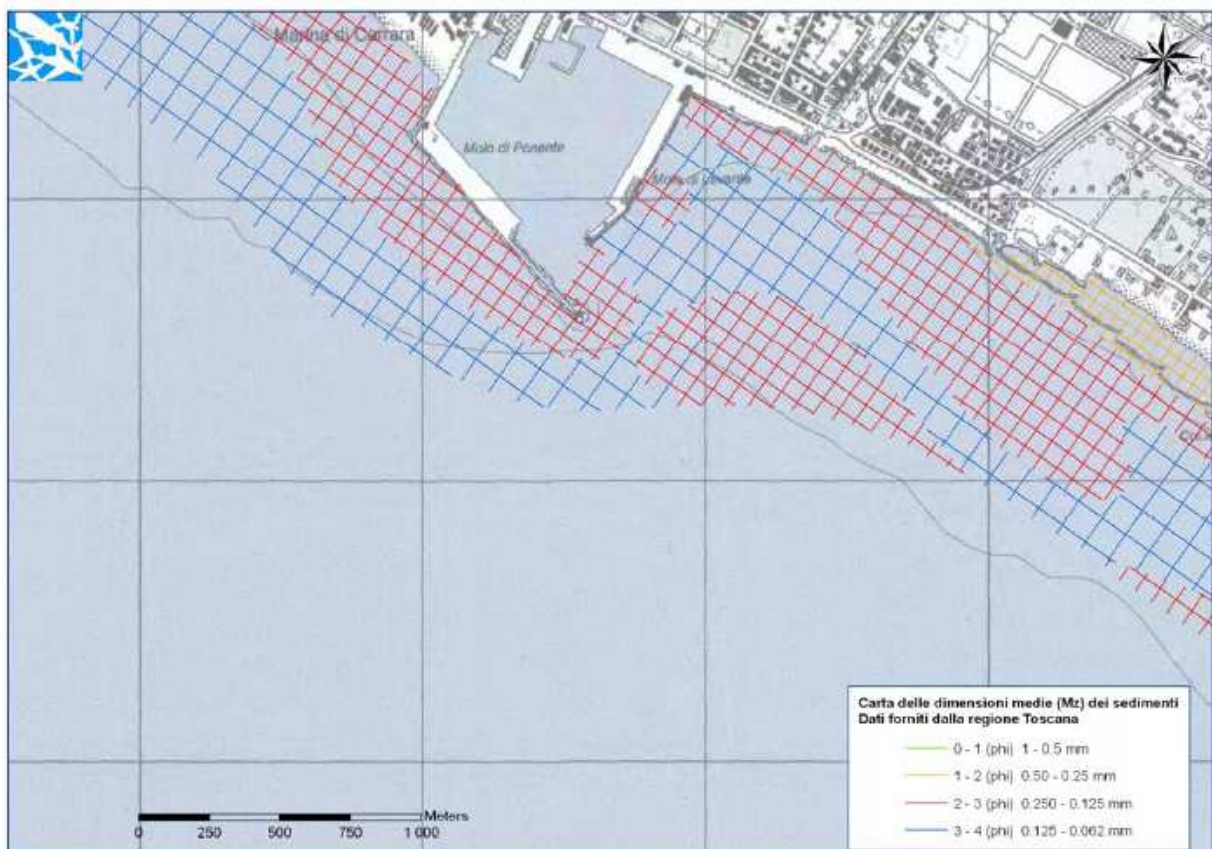 Marina di Carrara
Molo di Ponente
Molo di Levante
Carta delle dimensioni medie (Mz) dei sedimenti
Dati forniti dalla regione Toscana
0 - 1 (phi) 1 - 0.5 mm
1 - 2 (phi) 0.50 - 0.25 mm
2 - 3 (phi) 0.250 - 0.125 mm
3 - 4 (phi) 0.125 - 0.062 mm
Meters
0 250 500 750 1 000